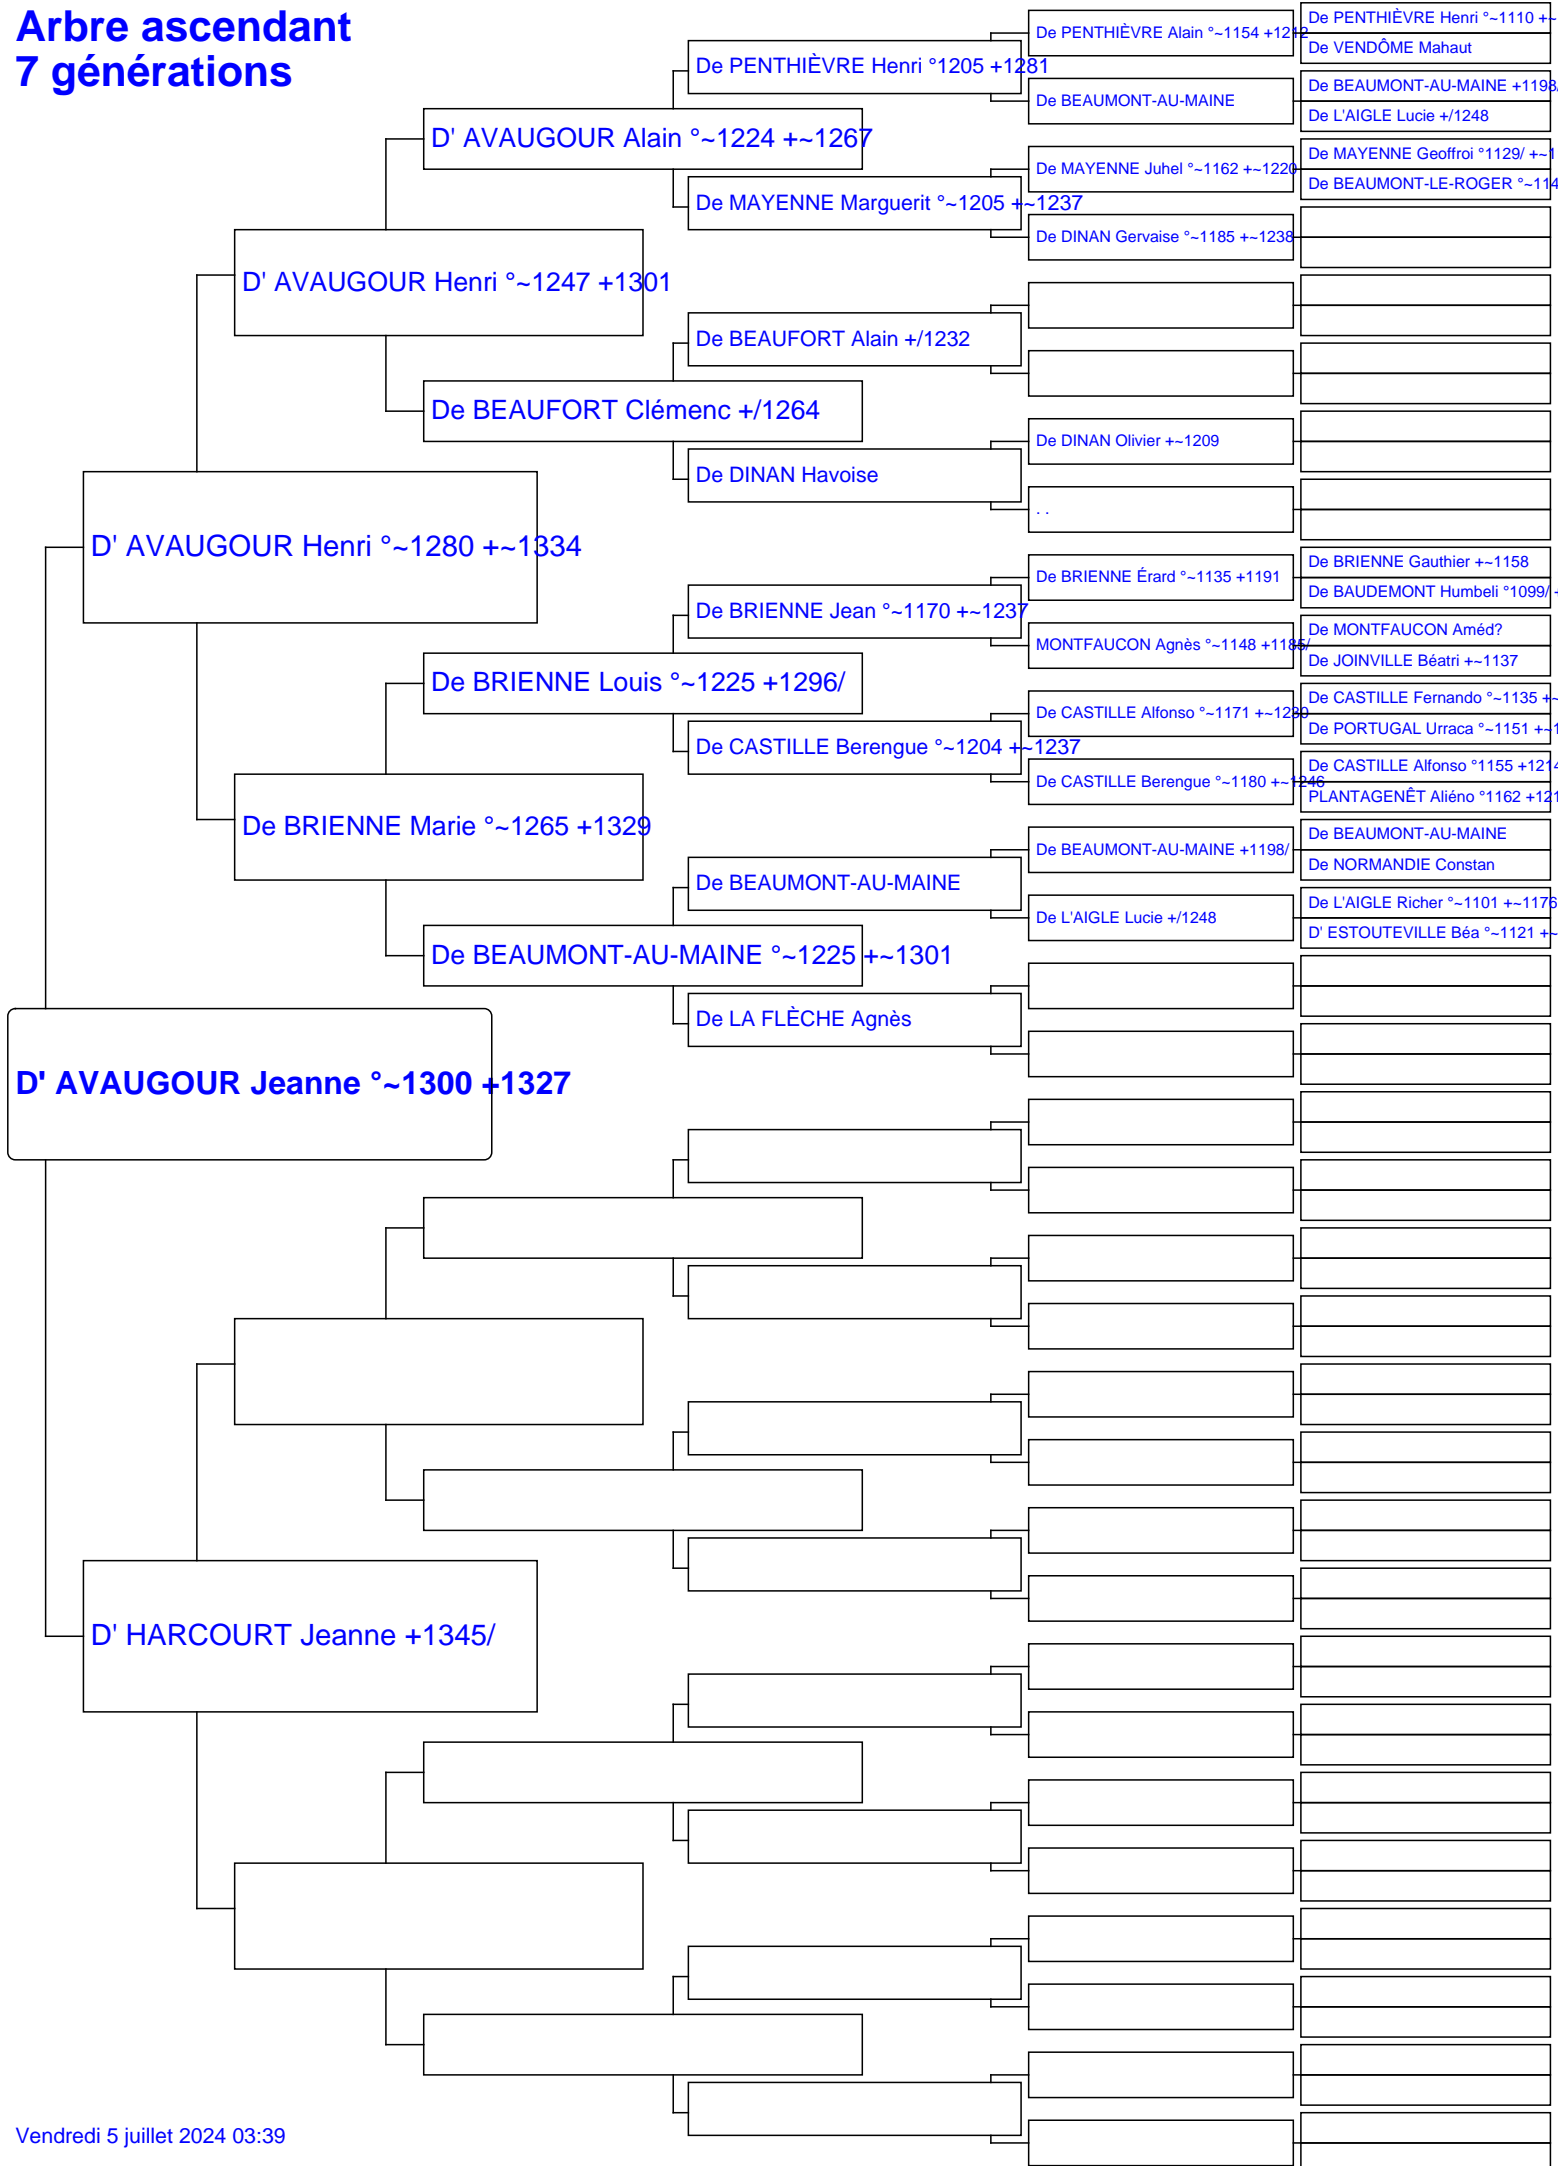 Arbre ascendant
7 générations
De PENTHIÈVRE Alain °~1154 +1212
De PENTHIÈVRE Henri °~1110 +~
De VENDÔME Mahaut
De PENTHIÈVRE Henri °1205 +1281
De BEAUMONT-AU-MAINE
De BEAUMONT-AU-MAINE +1198/
De L'AIGLE Lucie +/1248
D' AVAUGOUR Alain °~1224 +~1267
De MAYENNE Juhel °~1162 +~1220
De MAYENNE Geoffroi °1129/ +~1
De BEAUMONT-LE-ROGER °~114
De MAYENNE Marguerit °~1205 +~1237
De DINAN Gervaise °~1185 +~1238
D' AVAUGOUR Henri °~1247 +1301
De BEAUFORT Alain +/1232
De BEAUFORT Clémenc +/1264
De DINAN Olivier +~1209
De DINAN Havoise
. .
D' AVAUGOUR Henri °~1280 +~1334
De BRIENNE Érard °~1135 +1191
De BRIENNE Gauthier +~1158
De BAUDEMONT Humbeli °1099/ +
De BRIENNE Jean °~1170 +~1237
MONTFAUCON Agnès °~1148 +1185/
De MONTFAUCON Améd?
De JOINVILLE Béatri +~1137
De BRIENNE Louis °~1225 +1296/
De CASTILLE Alfonso °~1171 +~1230
De CASTILLE Fernando °~1135 +~
De PORTUGAL Urraca °~1151 +~1
De CASTILLE Berengue °~1204 +~1237
De CASTILLE Berengue °~1180 +~1246
De CASTILLE Alfonso °1155 +1214
PLANTAGENÊT Aliéno °1162 +121
De BRIENNE Marie °~1265 +1329
De BEAUMONT-AU-MAINE +1198/
De BEAUMONT-AU-MAINE
De NORMANDIE Constan
De BEAUMONT-AU-MAINE
De L'AIGLE Lucie +/1248
De L'AIGLE Richer °~1101 +~1176
D' ESTOUTEVILLE Béa °~1121 +~
De BEAUMONT-AU-MAINE °~1225 +~1301
De LA FLÈCHE Agnès
D' AVAUGOUR Jeanne °~1300 +1327
D' HARCOURT Jeanne +1345/
Vendredi 5 juillet 2024 03:39